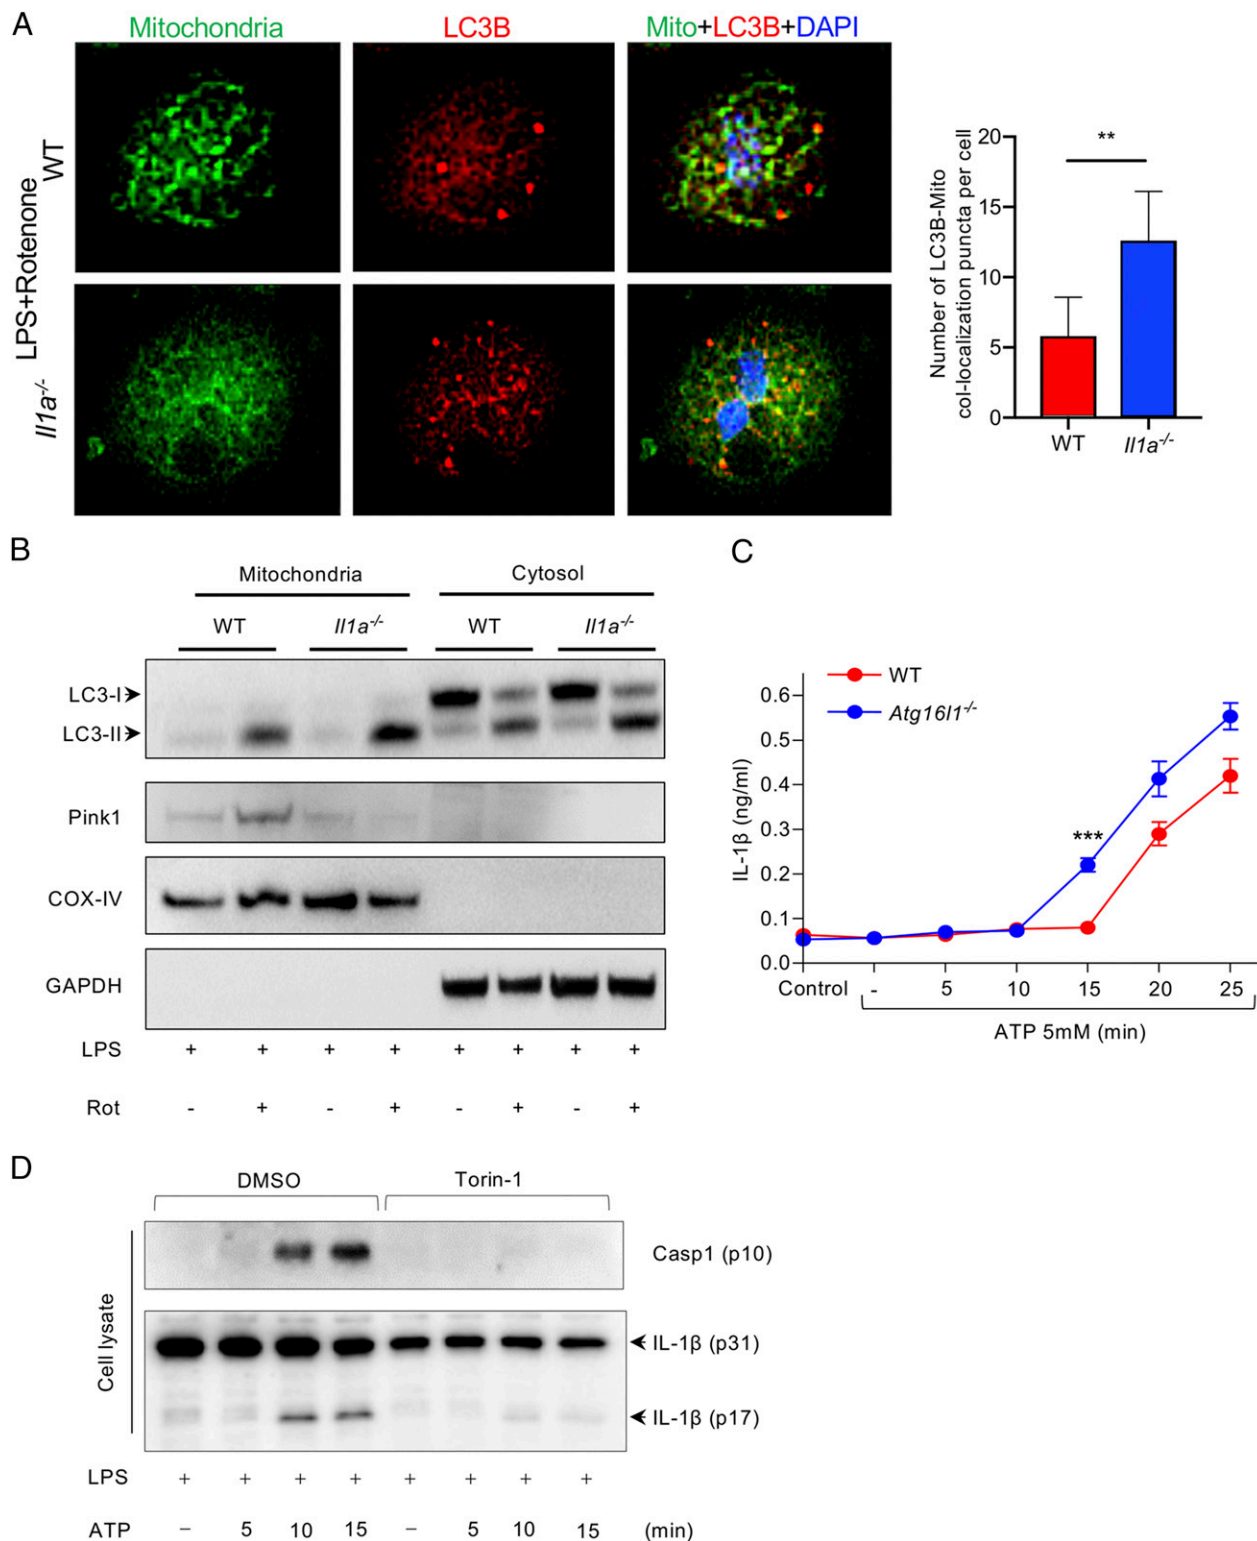 A
Mitochondria LC3B Mito+LC3B+DAPI
LPS+Rotenone
WT
Il1a-/-
Number of LC3B-Mito
col-localization puncta per cell
20
15
10
5
0
**
WT Il1a-/-
B
Mitochondria Cytosol
WT Il1a-/- WT Il1a-/-
LC3-I
LC3-II
Pink1
COX-IV
GAPDH
LPS + + + + + + + +
Rot - + - + - + - +
C
WT
Atg16l1-/-
IL-1β (ng/ml)
0.6
0.5
0.4
0.3
0.2
0.1
0.0
***
Control - 5 10 15 20 25
ATP 5mM (min)
D
DMSO Torin-1
Cell lysate
Casp1 (p10)
IL-1β (p31)
IL-1β (p17)
LPS + + + + + + + +
ATP – 5 10 15 – 5 10 15 (min)